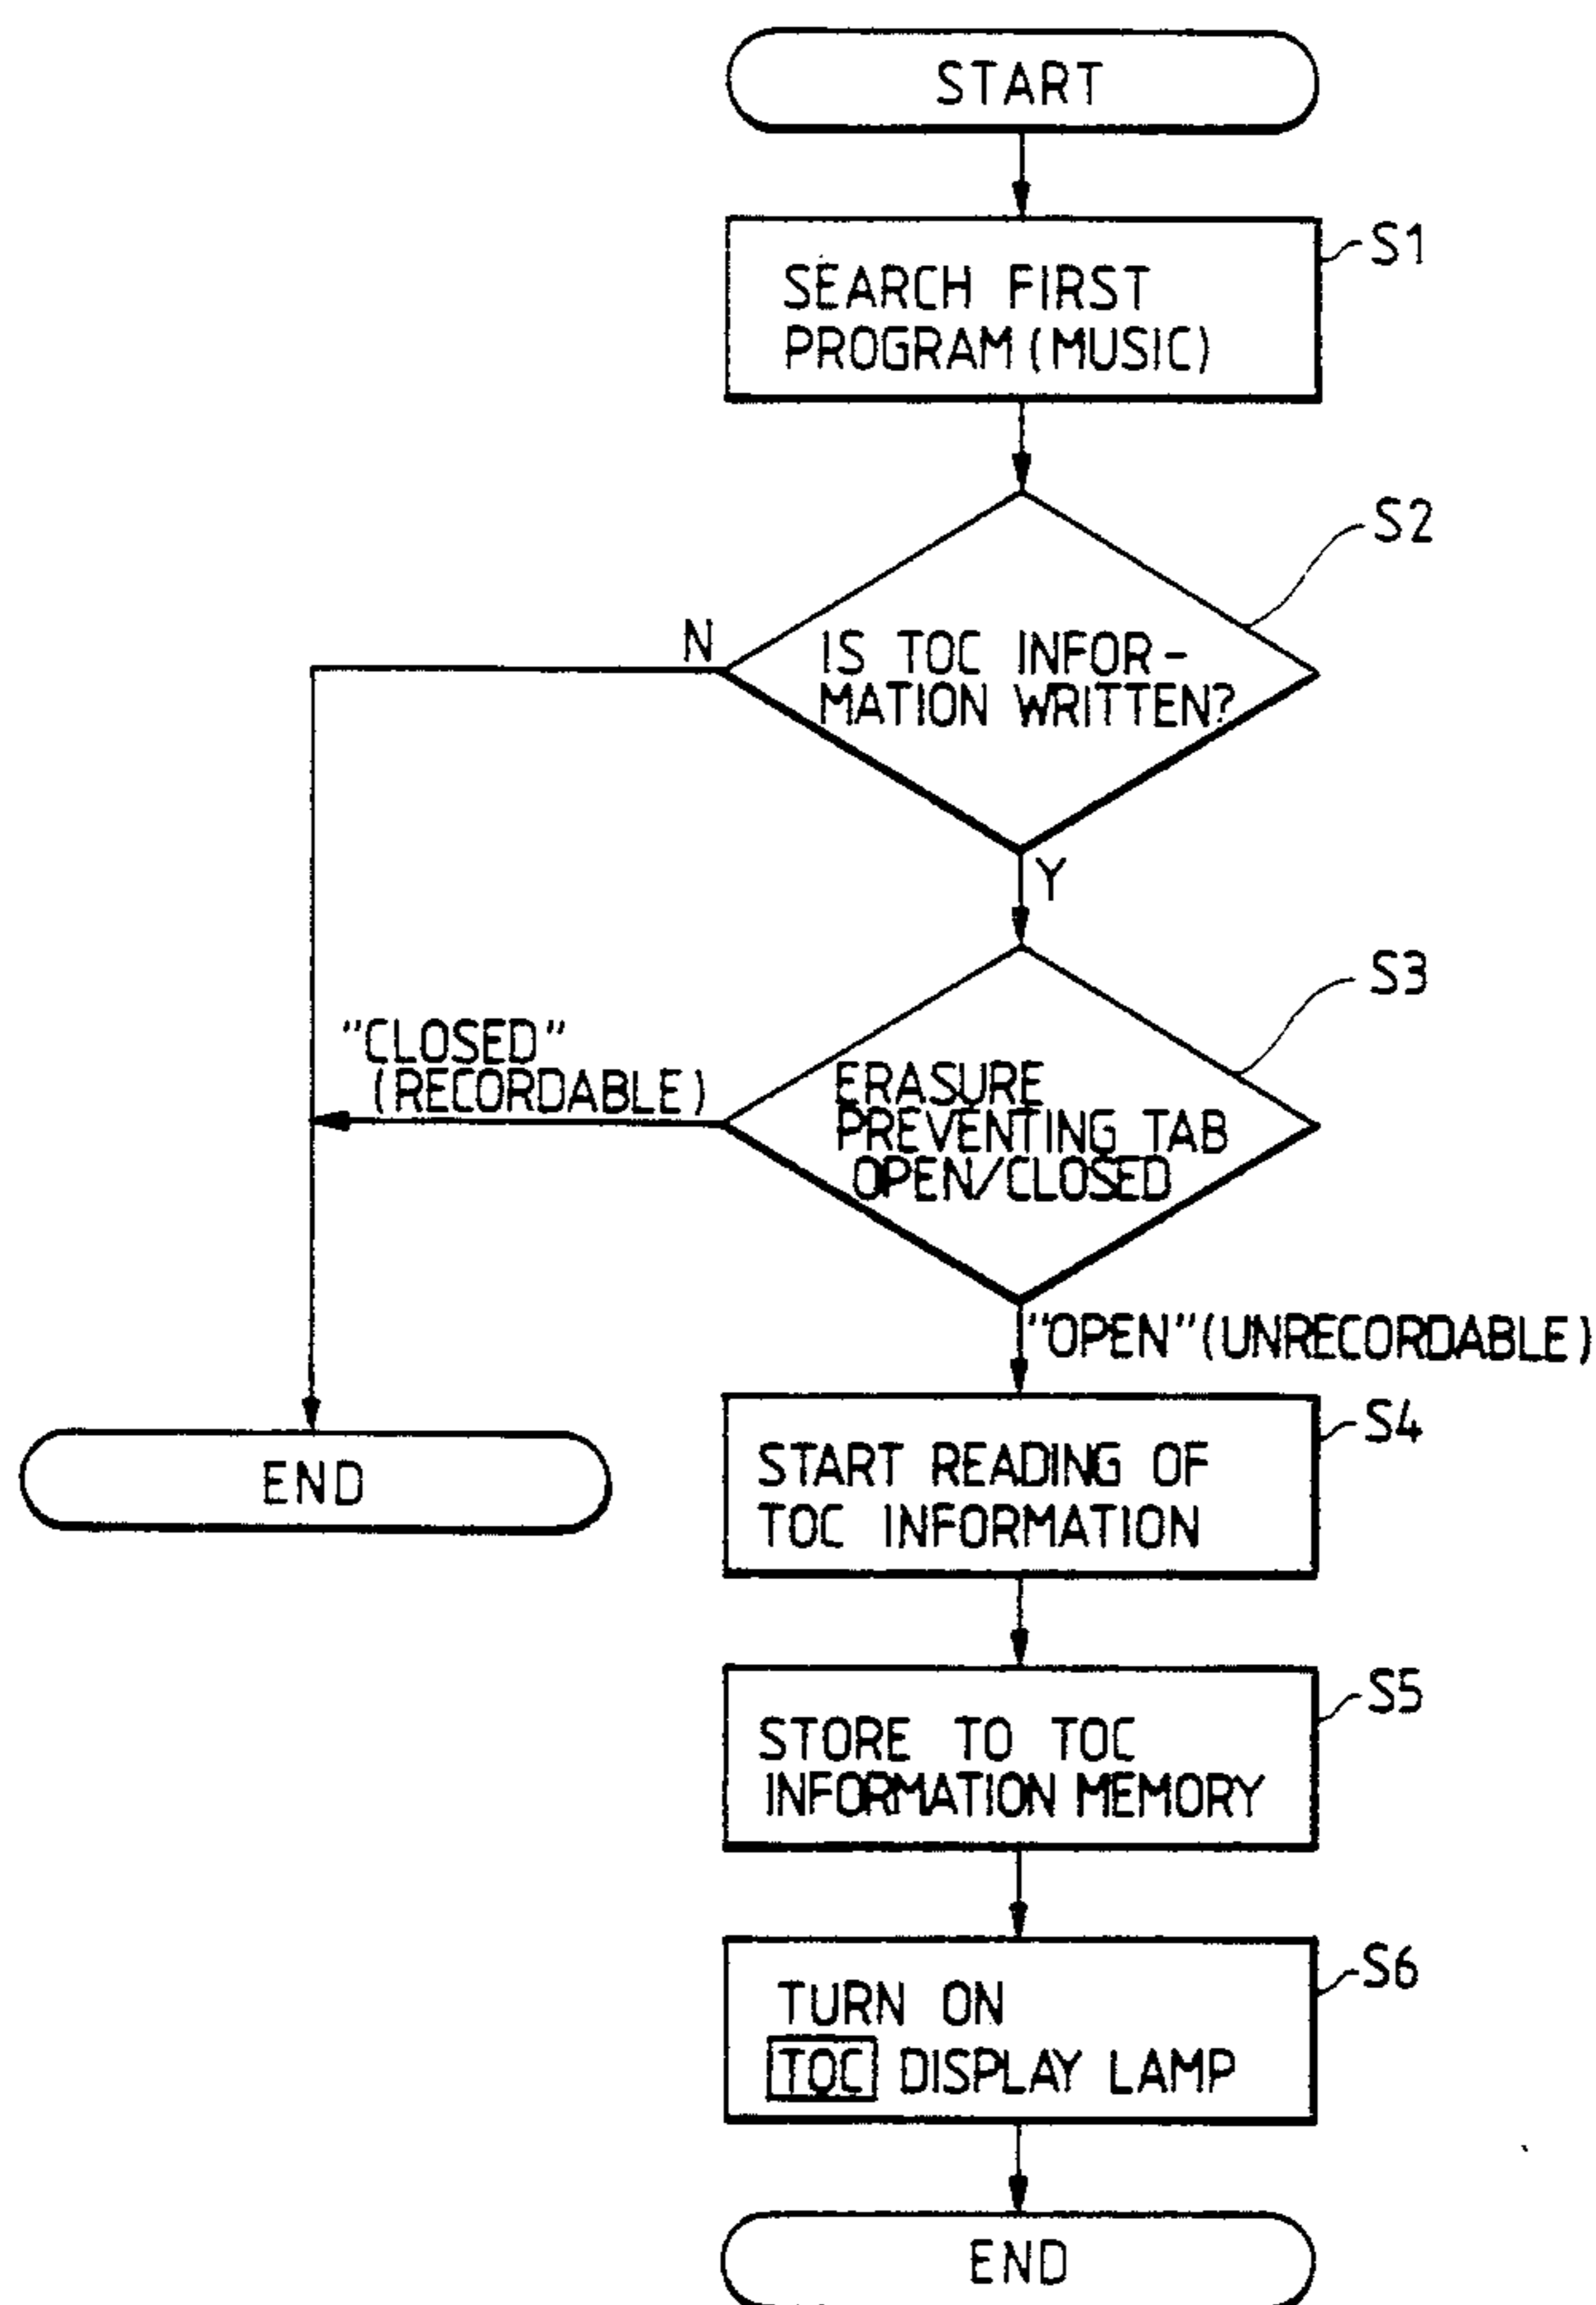 START
S1
SEARCH FIRST
PROGRAM (MUSIC)
S2
N
IS TOC INFOR-
MATION WRITTEN?
Y
S3
"CLOSED"
(RECORDABLE)
ERASURE
PREVENTING TAB
OPEN/CLOSED
"OPEN" (UNRECORDABLE)
S4
START READING OF
TOC INFORMATION
END
S5
STORE TO TOC
INFORMATION MEMORY
S6
TURN ON
TOC DISPLAY LAMP
END